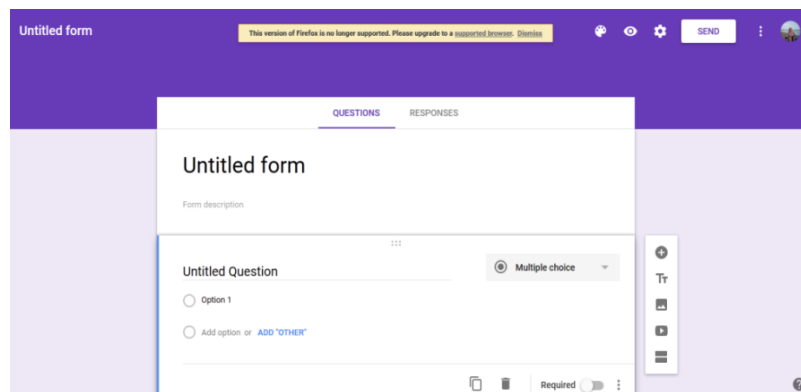 Untitled form
This version of Firefox is no longer supported. Please upgrade to a supported browser. Dismiss
SEND
QUESTIONS RESPONSES
Untitled form
Form description
Untitled Question
Multiple choice
Option 1
Add option or ADD "OTHER"
Tт
Required
?